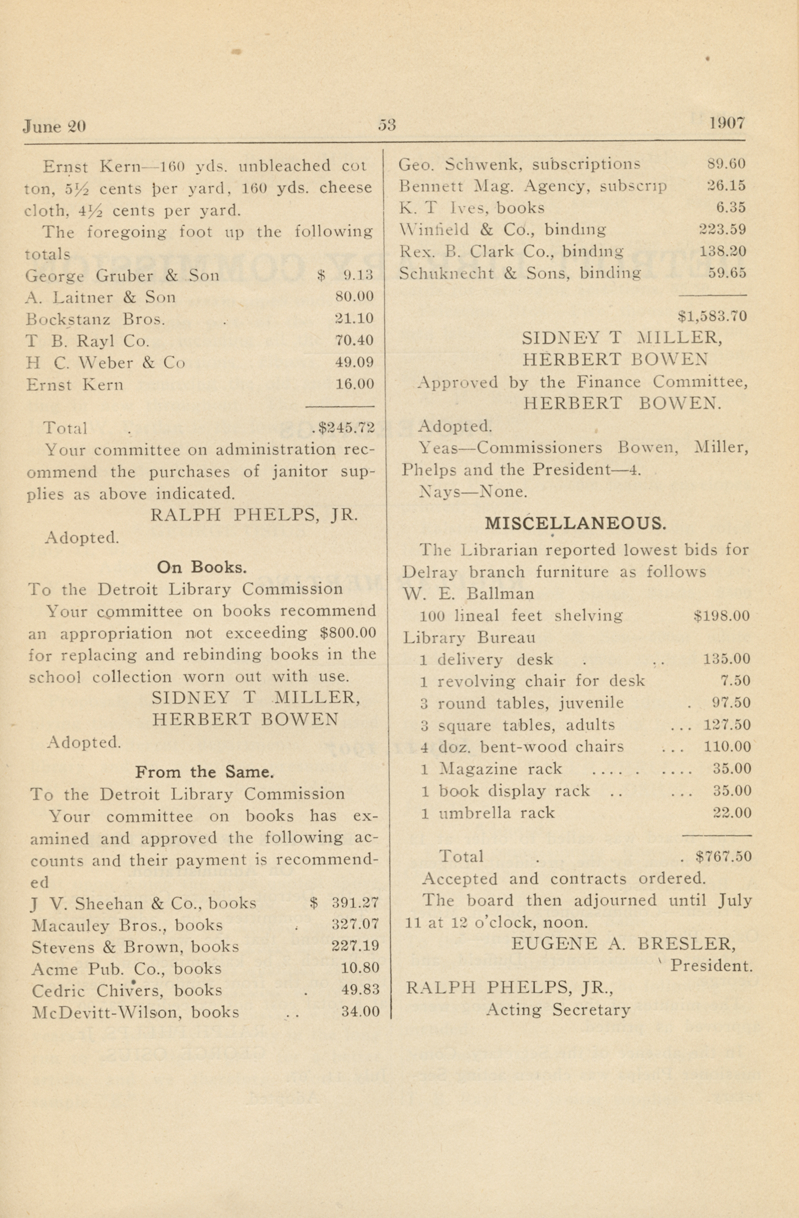 June 20 53 1907
Ernst Kern—160 yds. unbleached cot
ton, 5½ cents per yard, 160 yds. cheese
cloth, 4½ cents per yard.
The foregoing foot up the following
totals
George Gruber & Son $ 9.13
A. Laitner & Son 80.00
Bockstanz Bros. . 21.10
T B. Rayl Co. 70.40
H C. Weber & Co 49.09
Ernst Kern 16.00
Total . .$245.72
Your committee on administration rec-
ommend the purchases of janitor sup-
plies as above indicated.
RALPH PHELPS, JR.
Adopted.
On Books.
To the Detroit Library Commission
Your committee on books recommend
an appropriation not exceeding $800.00
for replacing and rebinding books in the
school collection worn out with use.
SIDNEY T MILLER,
HERBERT BOWEN
Adopted.
From the Same.
To the Detroit Library Commission
Your committee on books has ex-
amined and approved the following ac-
counts and their payment is recommend-
ed
J V. Sheehan & Co., books $ 391.27
Macauley Bros., books . 327.07
Stevens & Brown, books 227.19
Acme Pub. Co., books 10.80
Cedric Chivers, books . 49.83
McDevitt-Wilson, books .. 34.00
Geo. Schwenk, subscriptions 89.60
Bennett Mag. Agency, subscrip 26.15
K. T Ives, books 6.35
Winfield & Co., binding 223.59
Rex. B. Clark Co., binding 138.20
Schuknecht & Sons, binding 59.65
$1,583.70
SIDNEY T MILLER,
HERBERT BOWEN
Approved by the Finance Committee,
HERBERT BOWEN.
Adopted.
Yeas—Commissioners Bowen, Miller,
Phelps and the President—4.
Nays—None.
MISCELLANEOUS.
The Librarian reported lowest bids for
Delray branch furniture as follows
W. E. Ballman
100 lineal feet shelving $198.00
Library Bureau
1 delivery desk . .. 135.00
1 revolving chair for desk 7.50
3 round tables, juvenile . 97.50
3 square tables, adults ... 127.50
4 doz. bent-wood chairs ... 110.00
1 Magazine rack ..... .... 35.00
1 book display rack .. ... 35.00
1 umbrella rack 22.00
Total . . $767.50
Accepted and contracts ordered.
The board then adjourned until July
11 at 12 o'clock, noon.
EUGENE A. BRESLER,
President.
RALPH PHELPS, JR.,
Acting Secretary